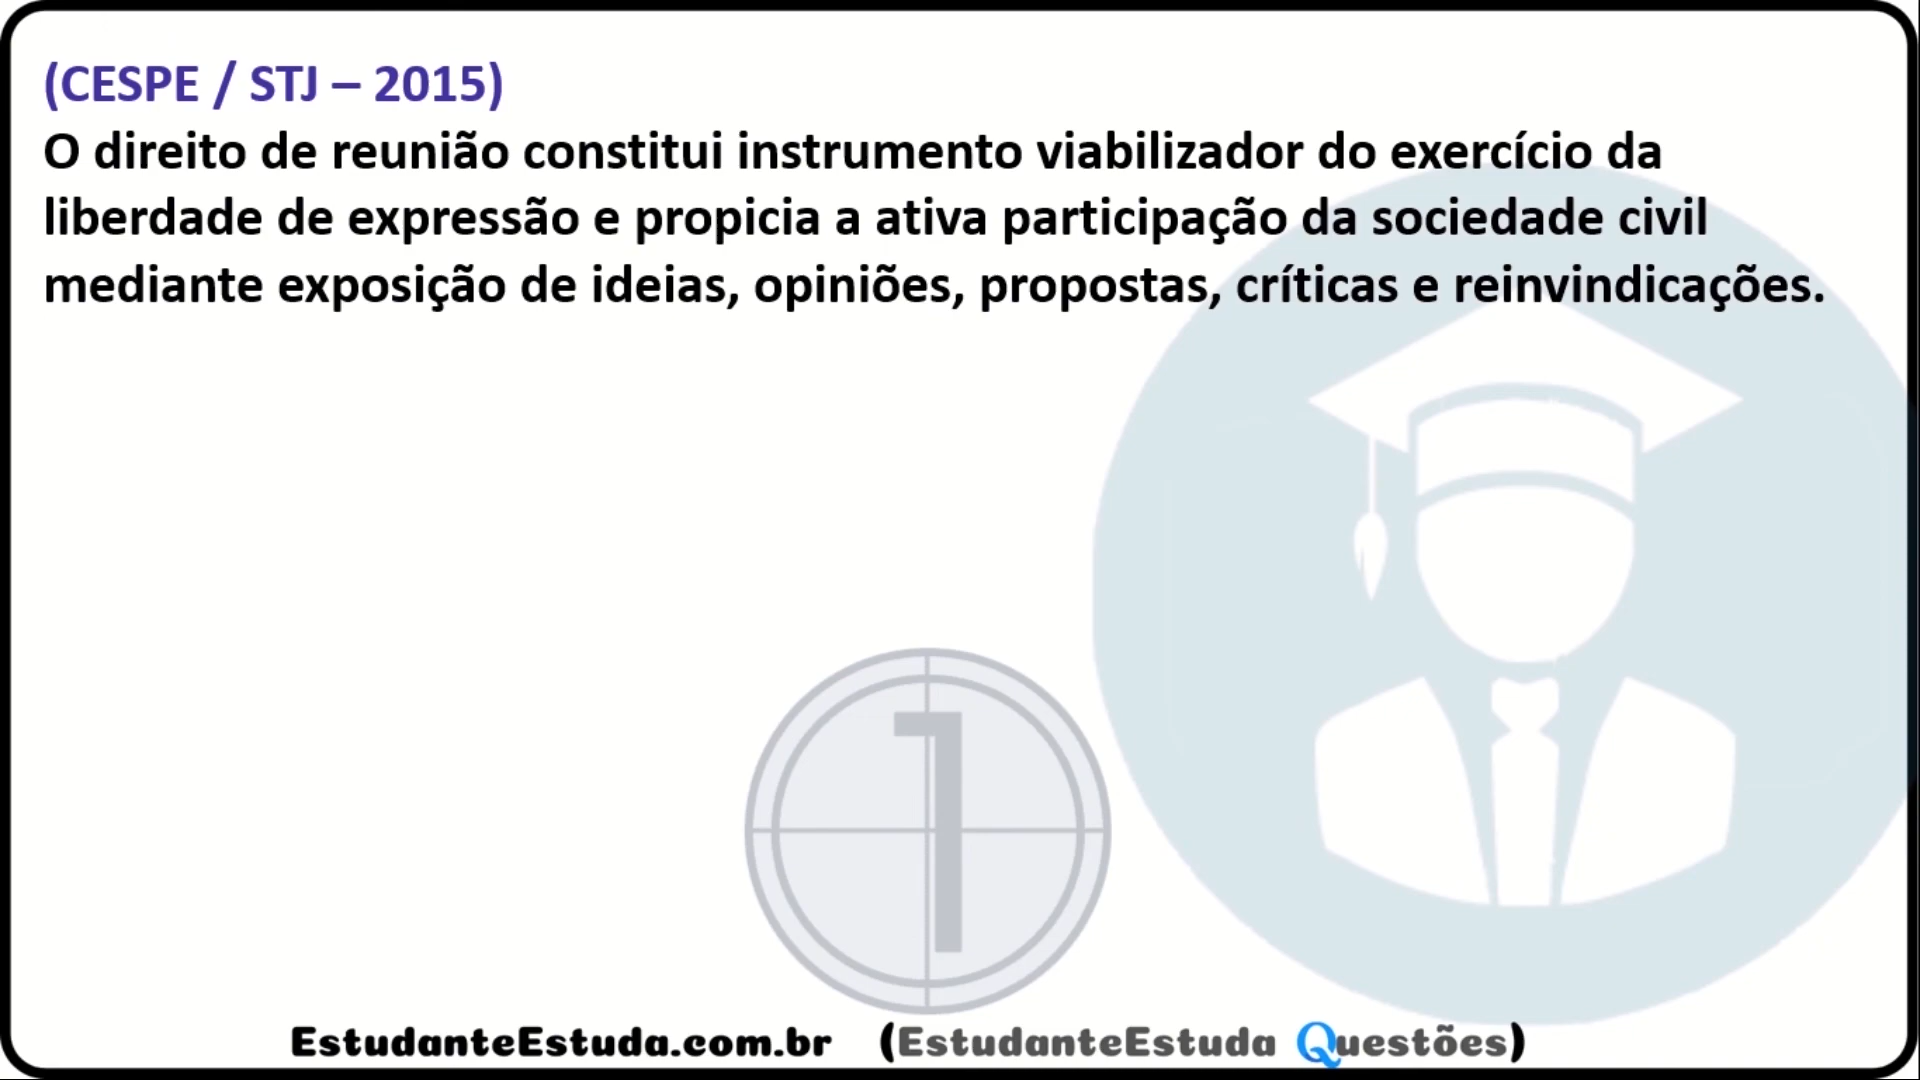 (CESPE / STJ – 2015)
O direito de reunião constitui instrumento viabilizador do exercício da
liberdade de expressão e propicia a ativa participação da sociedade civil
mediante exposição de ideias, opiniões, propostas, críticas e reinvindicações.
1
EstudanteEstuda.com.br (EstudanteEstuda Questões)